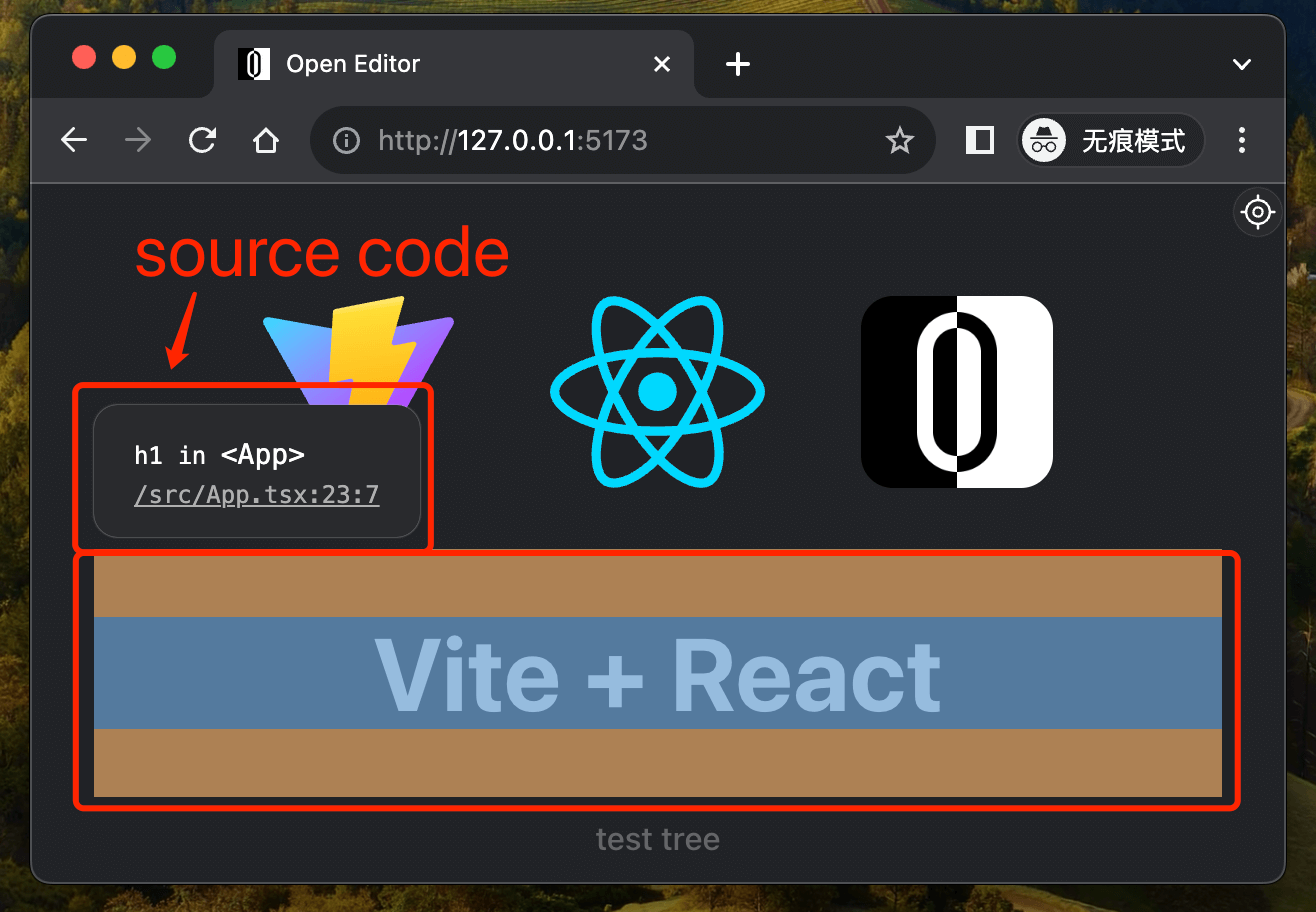 Open Editor
http://127.0.0.1:5173
无痕模式
source code
h1 in <App>
/src/App.tsx:23:7
Vite + React
test tree